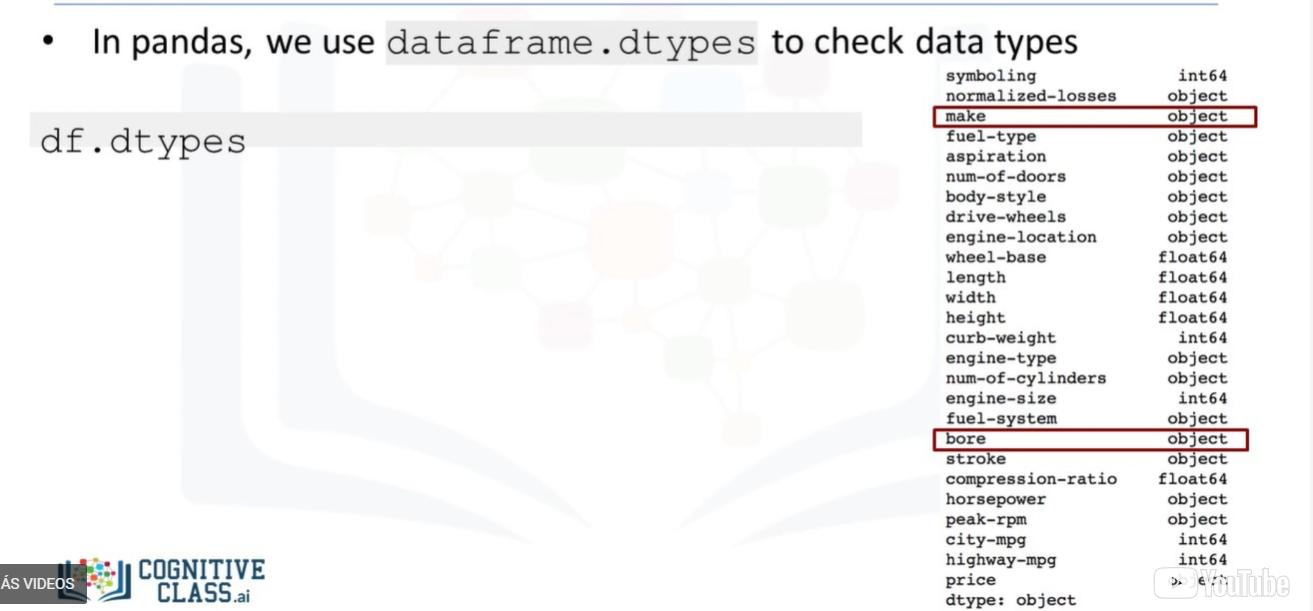 • In pandas, we use dataframe.dtypes to check data types
df.dtypes
symboling int64
normalized-losses object
make object
fuel-type object
aspiration object
num-of-doors object
body-style object
drive-wheels object
engine-location object
wheel-base float64
length float64
width float64
height float64
curb-weight int64
engine-type object
num-of-cylinders object
engine-size int64
fuel-system object
bore object
stroke object
compression-ratio float64
horsepower object
peak-rpm object
city-mpg int64
highway-mpg int64
price
dtype: object
YouTube
ÁS VIDEOS
COGNITIVE
CLASS.ai